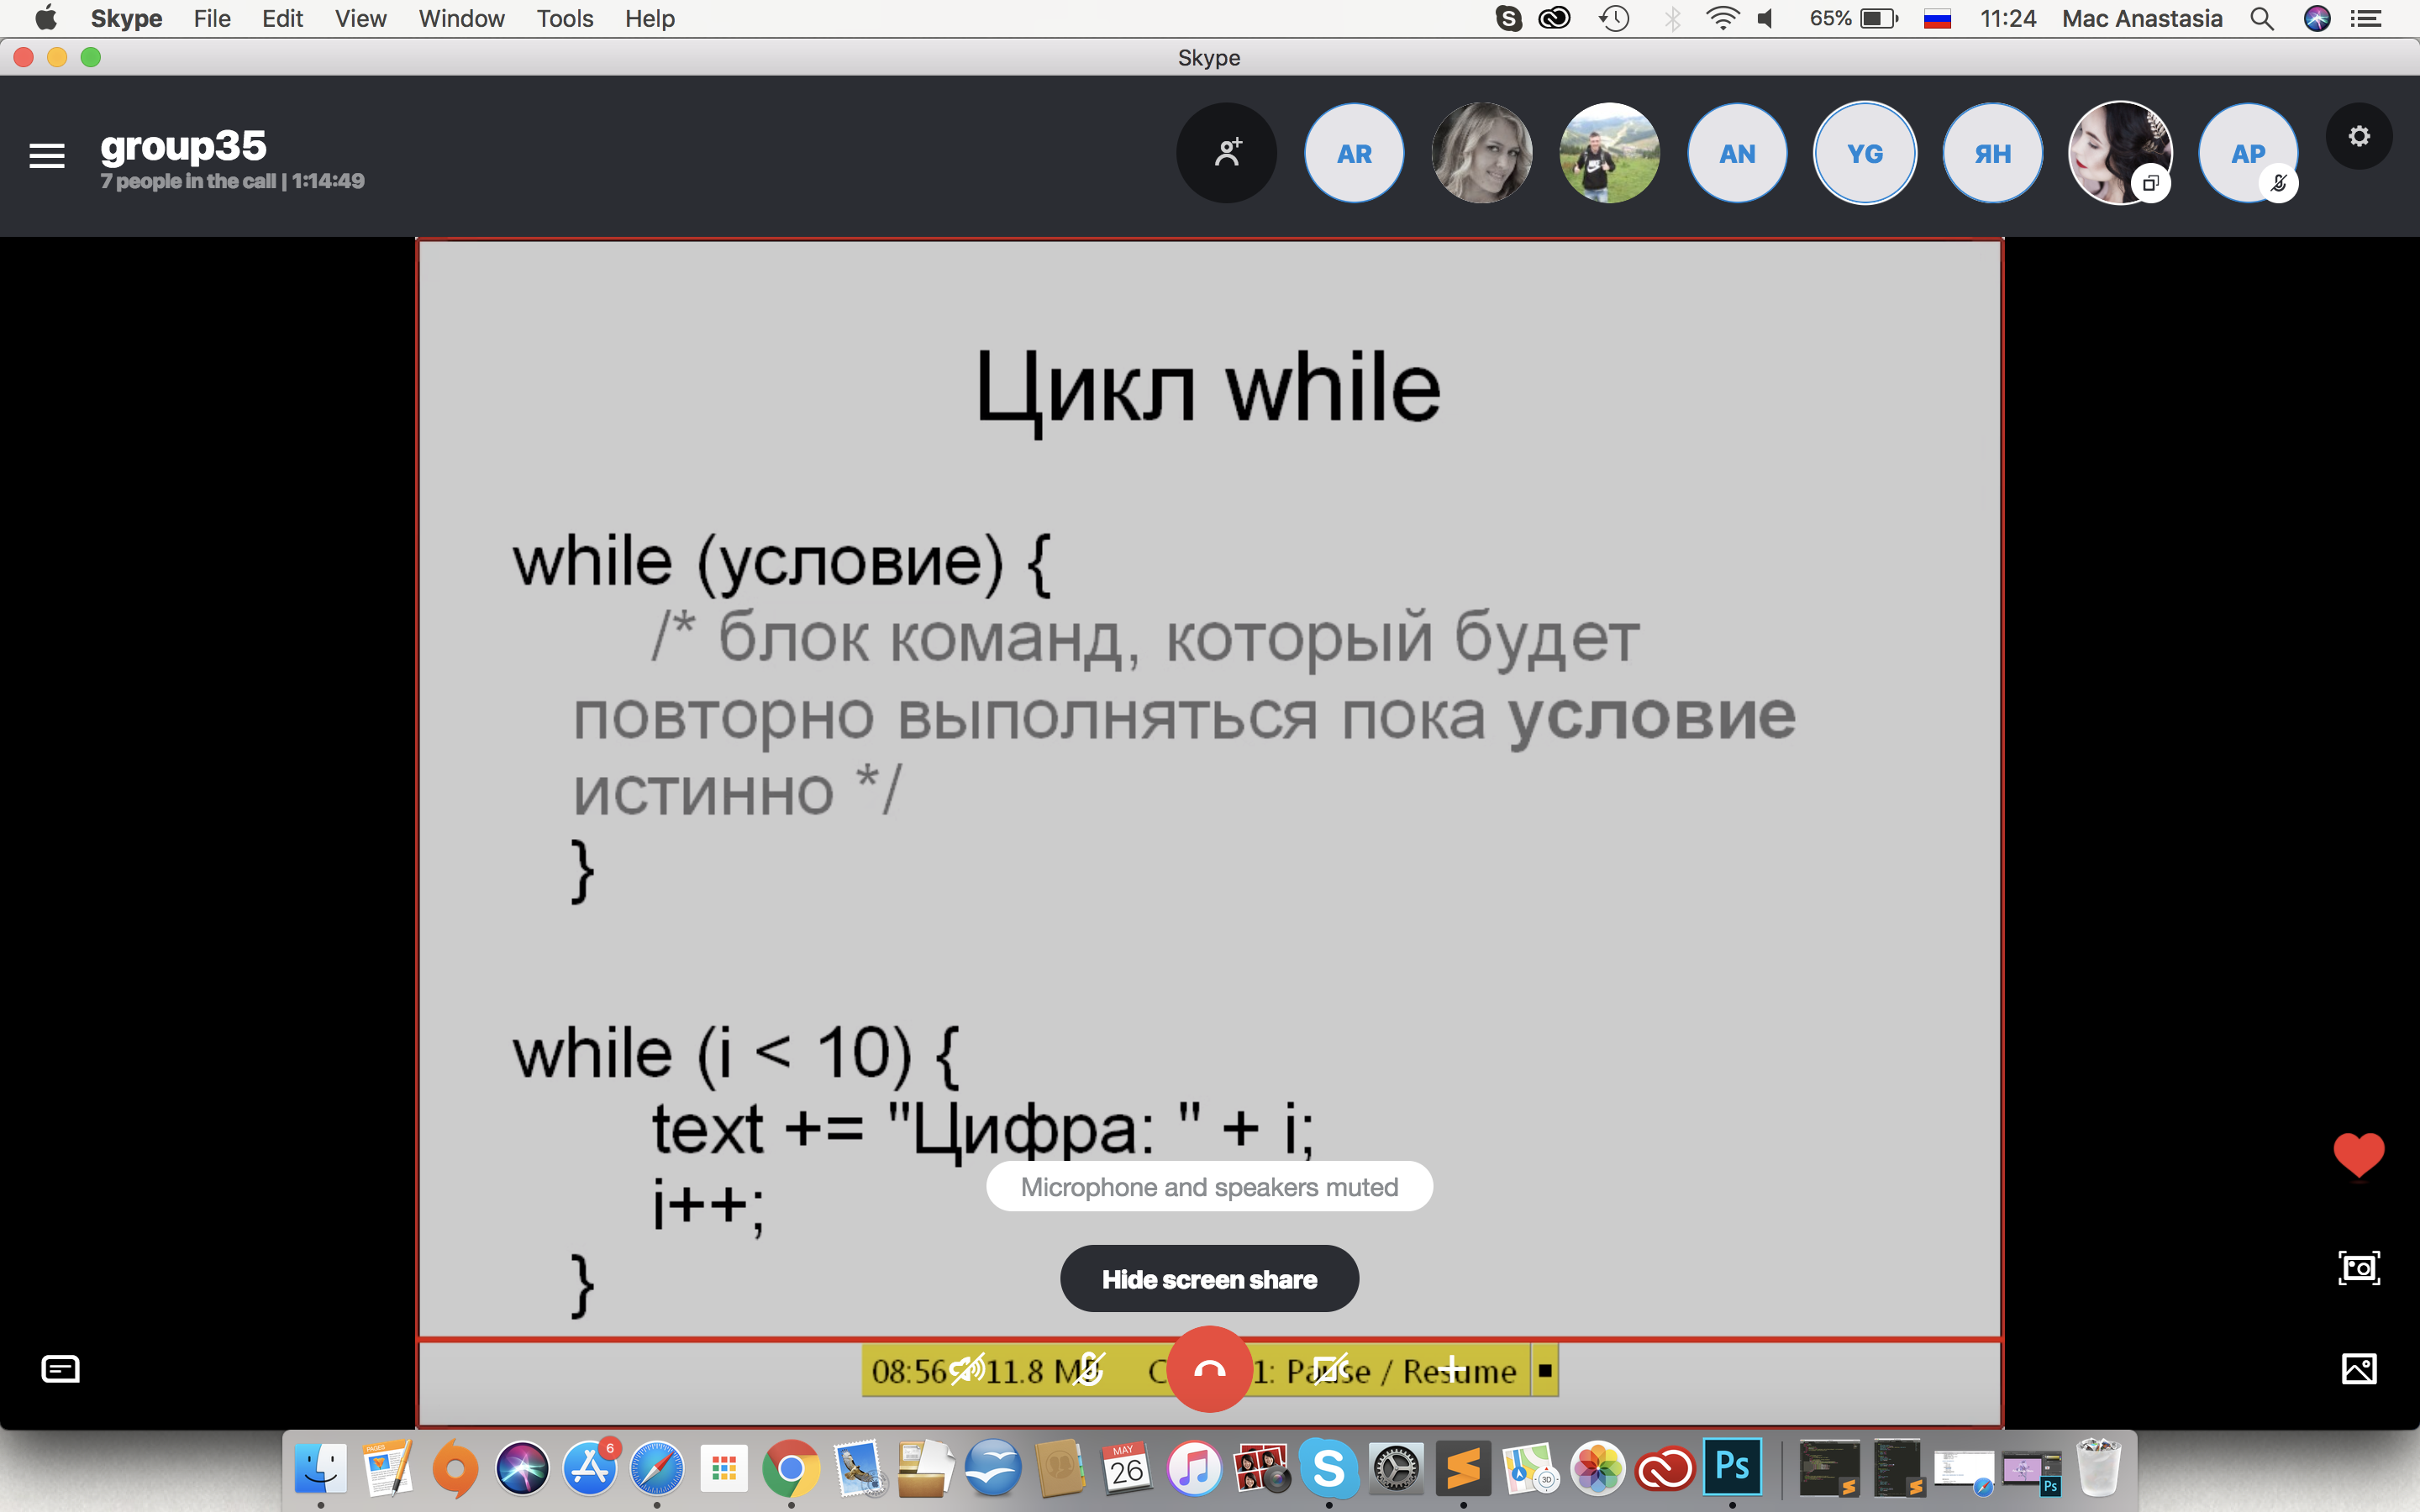 Skype File Edit View Window Tools Help 65% 11:24 Mac Anastasia
Skype
group35
7 people in the call | 1:14:49
AR AN YG ЯН AP
Цикл while
while (условие) {
/* блок команд, который будет
повторно выполняться пока условие
истинно */
}
while (i < 10) {
text += "Цифра: " + i;
i++;
}
Microphone and speakers muted
Hide screen share
08:56 11.8 1: Pause / Resume
6
PAGES
MAY
26
3D
S
Ps
Ps